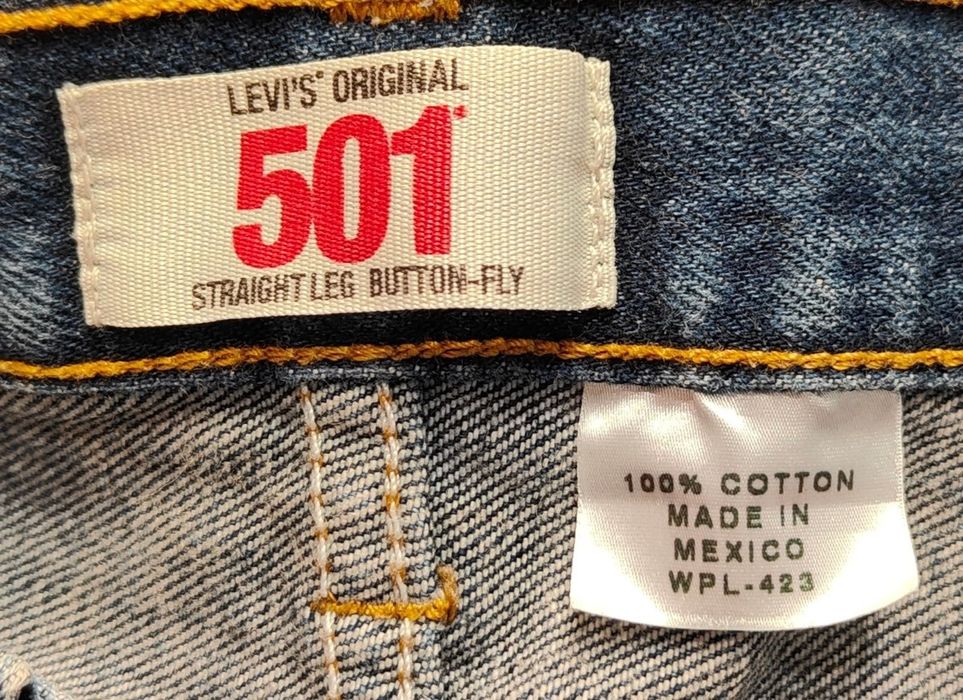 LEVI'S® ORIGINAL
501®
STRAIGHT LEG BUTTON-FLY
100% COTTON
MADE IN
MEXICO
WPL-423